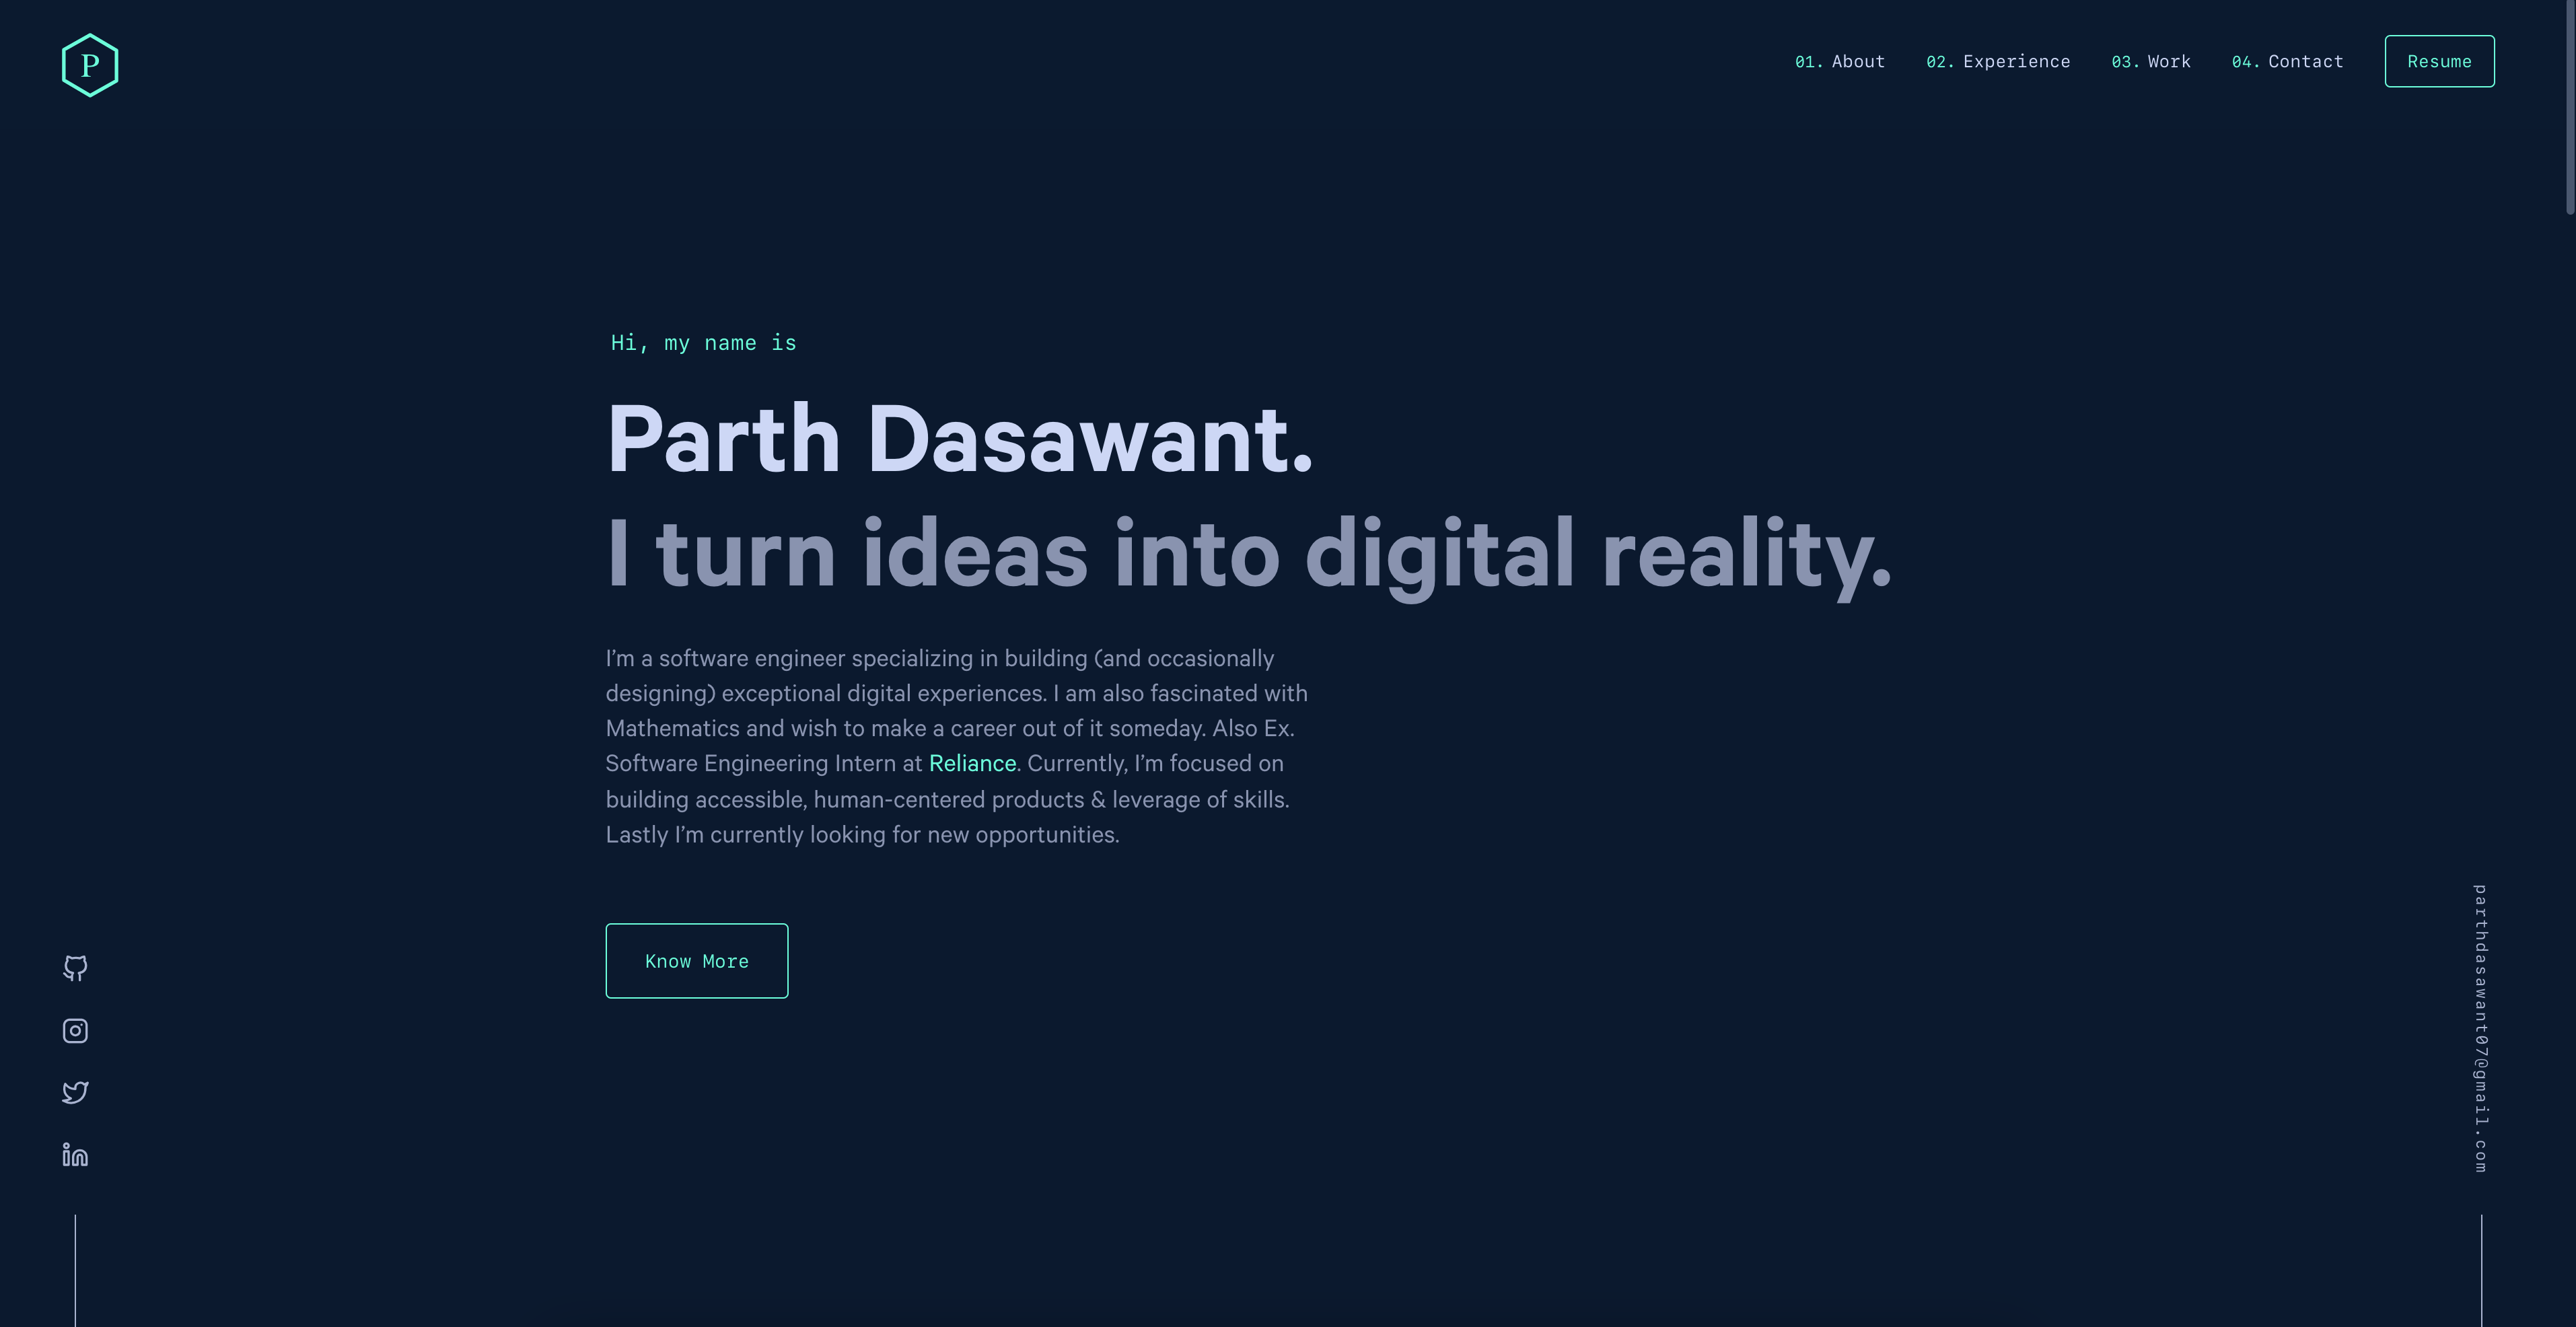 P
01. About 02. Experience 03. Work 04. Contact Resume
Hi, my name is
Parth Dasawant.
I turn ideas into digital reality.
I’m a software engineer specializing in building (and occasionally
designing) exceptional digital experiences. I am also fascinated with
Mathematics and wish to make a career out of it someday. Also Ex.
Software Engineering Intern at Reliance. Currently, I’m focused on
building accessible, human-centered products & leverage of skills.
Lastly I’m currently looking for new opportunities.
Know More
parthdasawant07@gmail.com